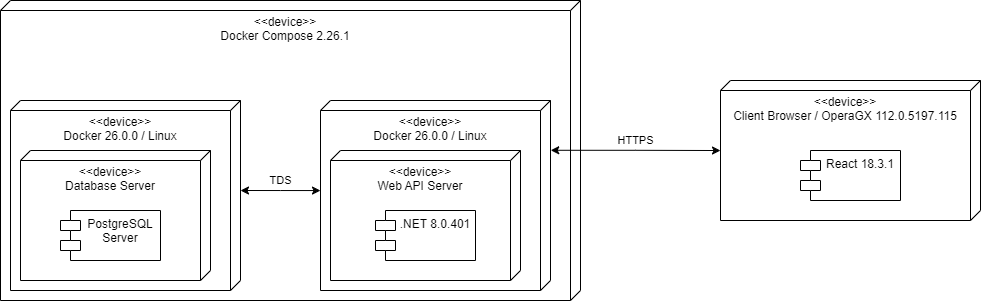 <<device>>
Docker Compose 2.26.1
<<device>>
Docker 26.0.0 / Linux
<<device>>
Database Server
PostgreSQL
Server
TDS
<<device>>
Docker 26.0.0 / Linux
<<device>>
Web API Server
.NET 8.0.401
HTTPS
<<device>>
Client Browser / OperaGX 112.0.5197.115
React 18.3.1